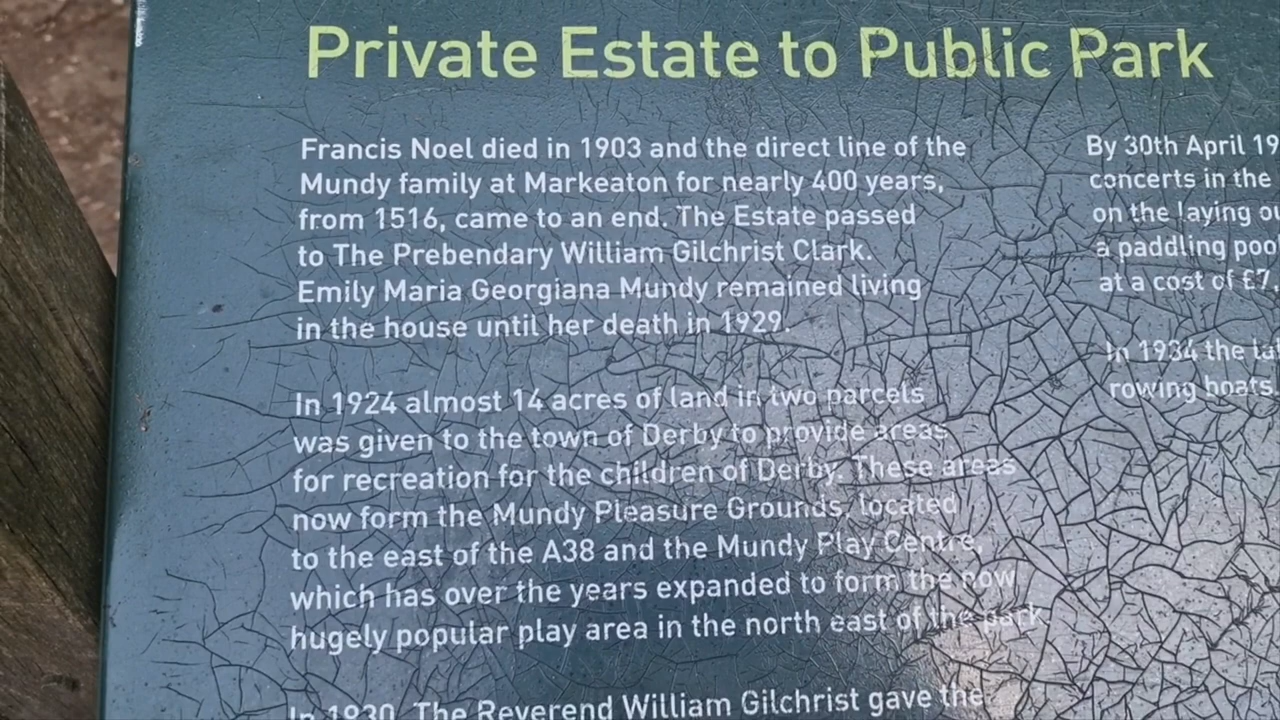 Private Estate to Public Park
Francis Noel died in 1903 and the direct line of the
Mundy family at Markeaton for nearly 400 years,
from 1516, came to an end. The Estate passed
to The Prebendary William Gilchrist Clark.
Emily Maria Georgiana Mundy remained living
in the house until her death in 1929.
In 1924 almost 14 acres of land in two parcels
was given to the town of Derby to provide areas
for recreation for the children of Derby. These areas
now form the Mundy Pleasure Grounds, located
to the east of the A38 and the Mundy Play Centre,
which has over the years expanded to form the now
hugely popular play area in the north east of the park
In 1930, The Reverend William Gilchrist gave the
By 30th April 19
concerts in the
on the laying
a paddling
at a cost of £7,
In 1934 the
rowing boats